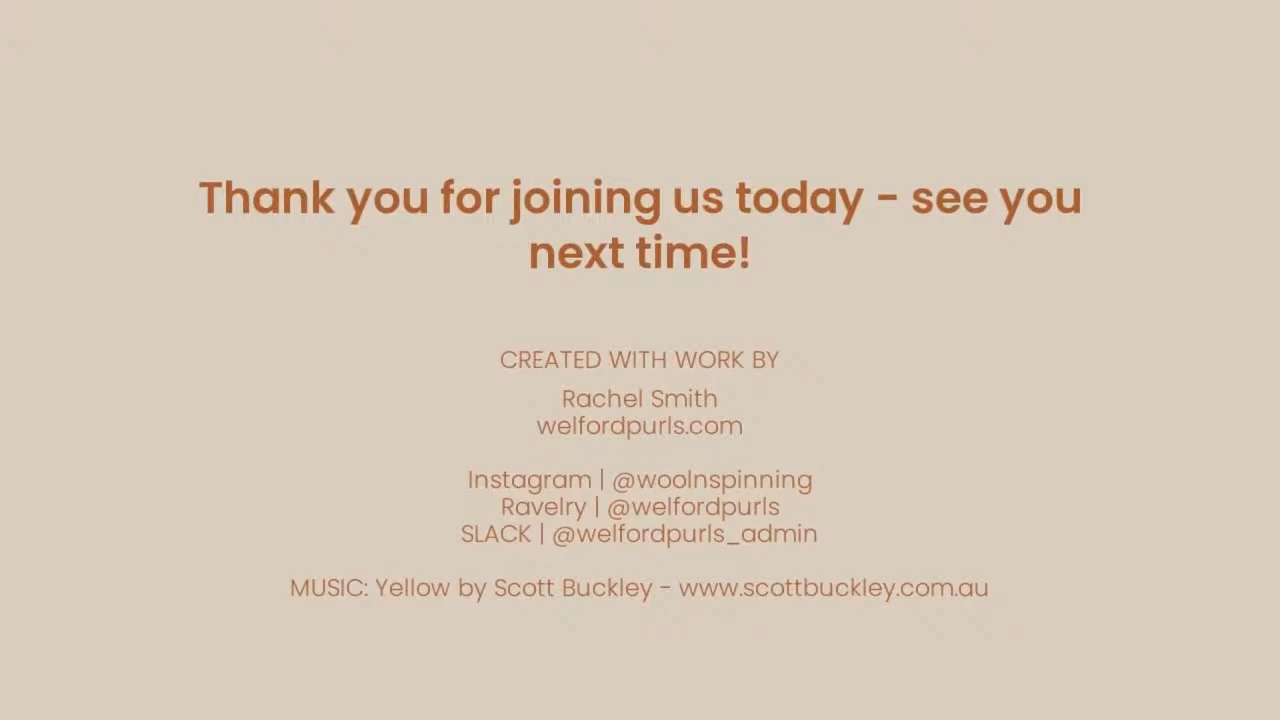 Thank you for joining us today - see you
next time!
CREATED WITH WORK BY
Rachel Smith
welfordpurls.com
Instagram | @woolnspinning
Ravelry | @welfordpurls
SLACK | @welfordpurls_admin
MUSIC: Yellow by Scott Buckley - www.scottbuckley.com.au